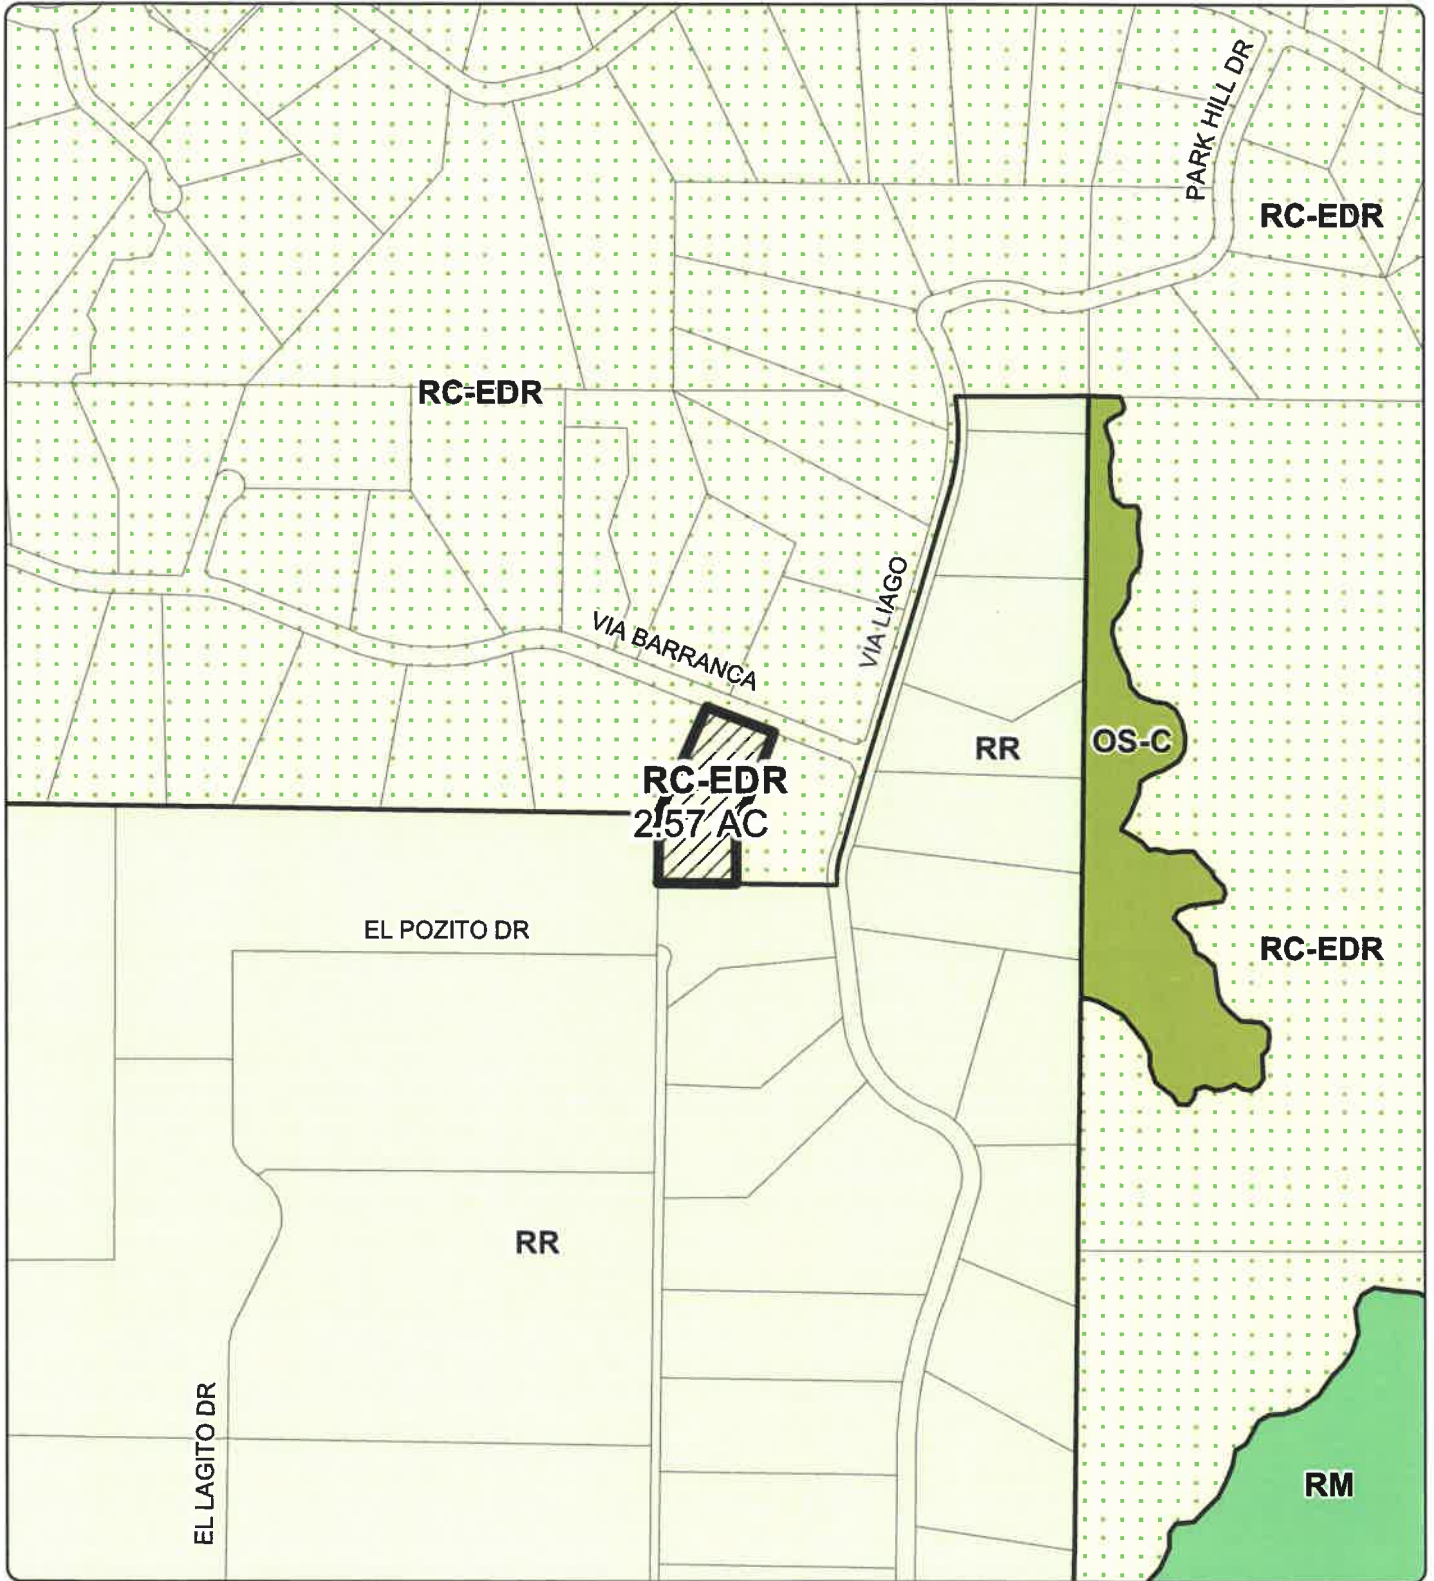 PARK HILL DR
RC-EDR
RC-EDR
VIA LIAGO
VIA BARRANCA
RR
OS-C
RC-EDR
2.57 AC
EL POZITO DR
RC-EDR
RR
EL LAGITO DR
RM